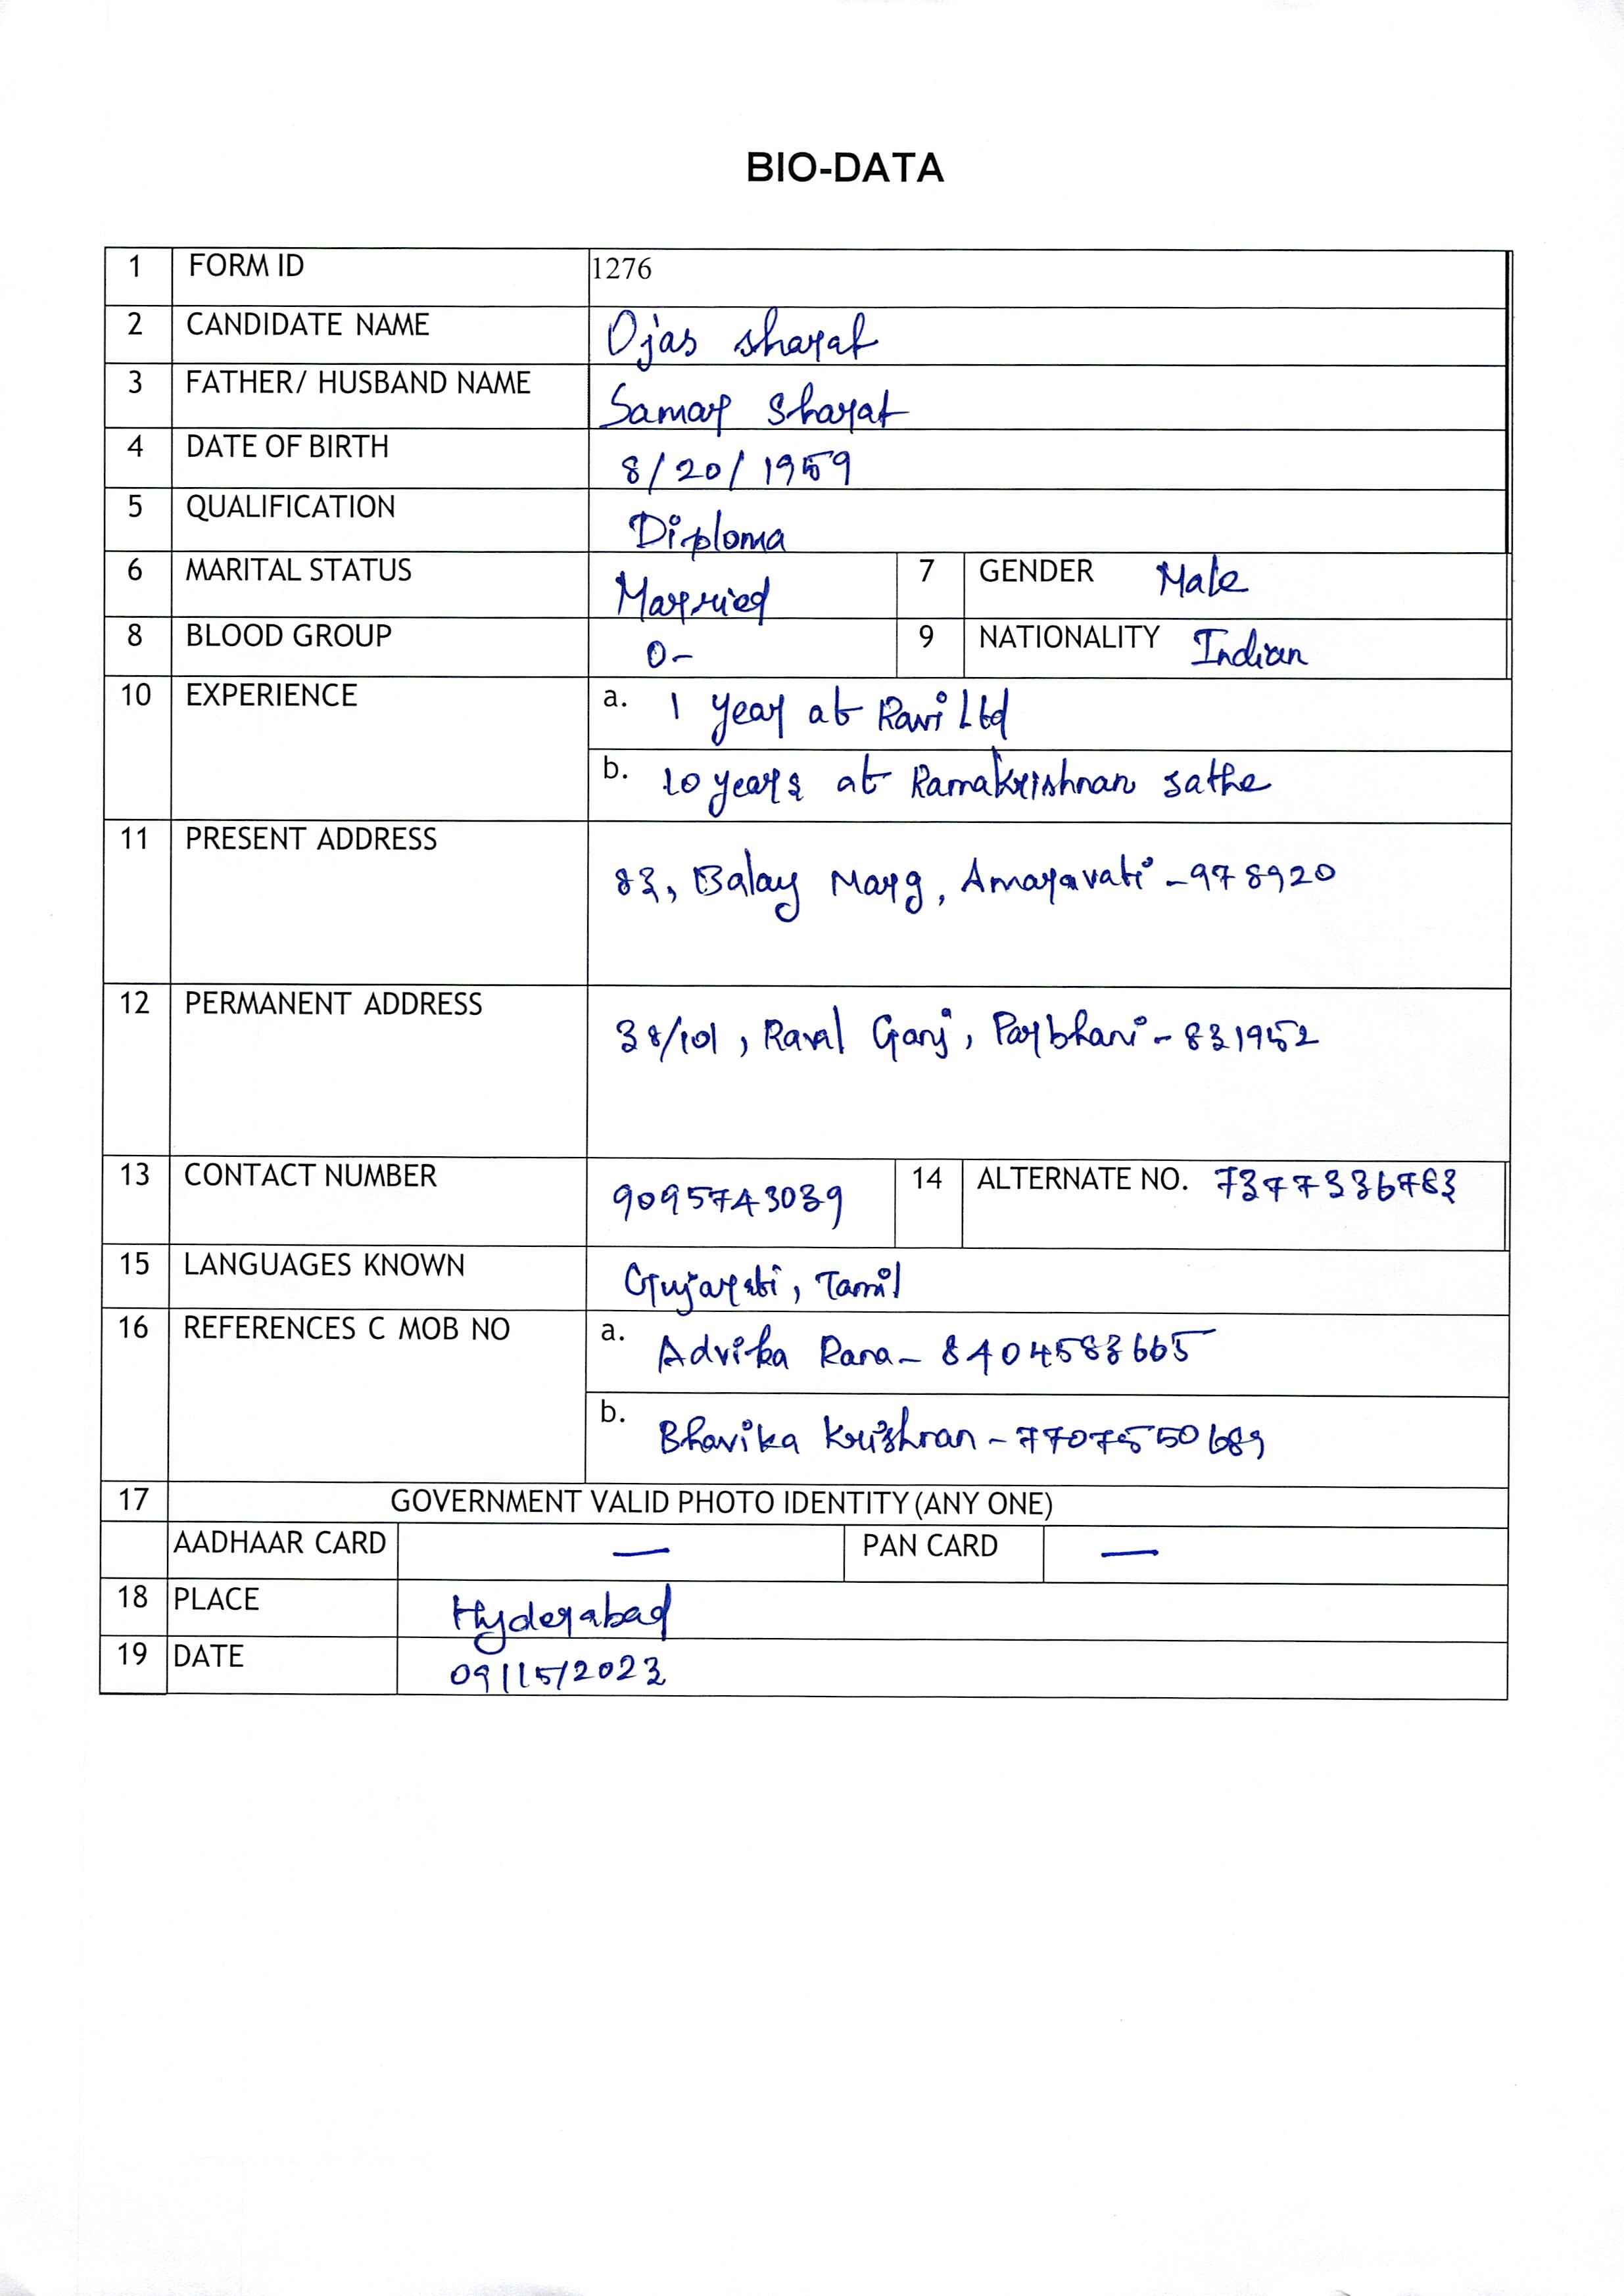 BIO-DATA
1 FORM ID 1276
2 CANDIDATE NAME Ojas Sharaf
3 FATHER/ HUSBAND NAME Samar Sharaf
4 DATE OF BIRTH 8/20/1959
5 QUALIFICATION Diploma
6 MARITAL STATUS Married 7 GENDER Male
8 BLOOD GROUP O- 9 NATIONALITY Indian
10 EXPERIENCE a. 1 year at Ravi Ltd
b. 10 years at Ramakrishnan sathe
11 PRESENT ADDRESS 83, Balay Marg, Amaravati - 978920
12 PERMANENT ADDRESS 38/101, Raval Ganj, Parbhani - 831952
13 CONTACT NUMBER 9095743039 14 ALTERNATE NO. 7377336783
15 LANGUAGES KNOWN Gujarati, Tamil
16 REFERENCES C MOB NO a. Advika Rana - 8404583665
b. Bhavika Krishnan - 7707550689
17 GOVERNMENT VALID PHOTO IDENTITY (ANY ONE)
AADHAAR CARD — PAN CARD —
18 PLACE Hyderabad
19 DATE 09/15/2023